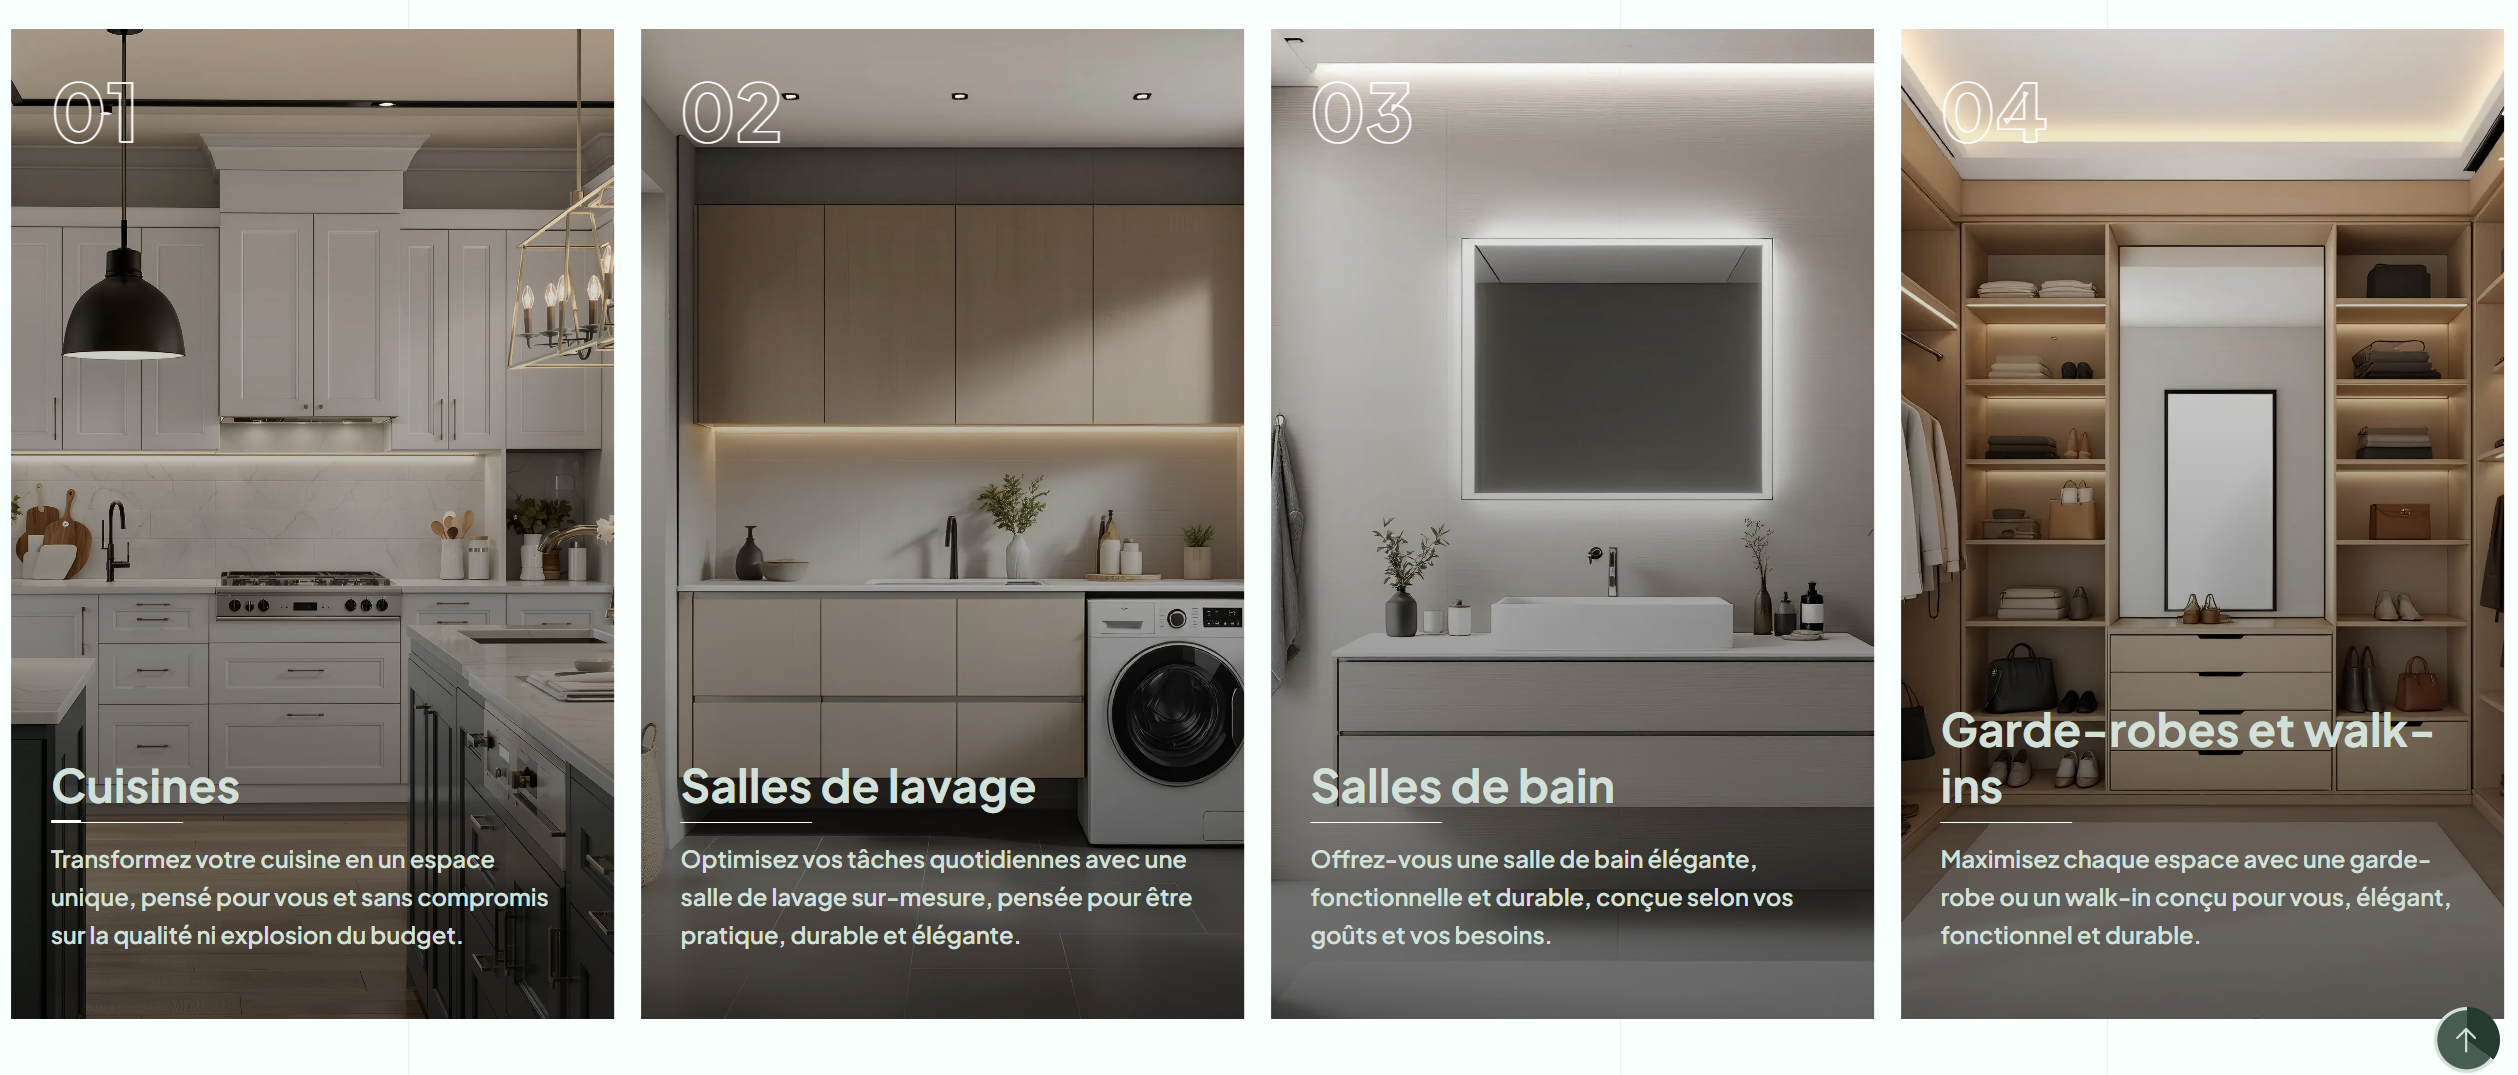 01
Cuisines
Transformez votre cuisine en un espace
unique, pensé pour vous et sans compromis
sur la qualité ni explosion du budget.
02
Salles de lavage
Optimisez vos tâches quotidiennes avec une
salle de lavage sur-mesure, pensée pour être
pratique, durable et élégante.
03
Salles de bain
Offrez-vous une salle de bain élégante,
fonctionnelle et durable, conçue selon vos
goûts et vos besoins.
04
Garde-robes et walk-
ins
Maximisez chaque espace avec une garde-
robe ou un walk-in conçu pour vous, élégant,
fonctionnel et durable.